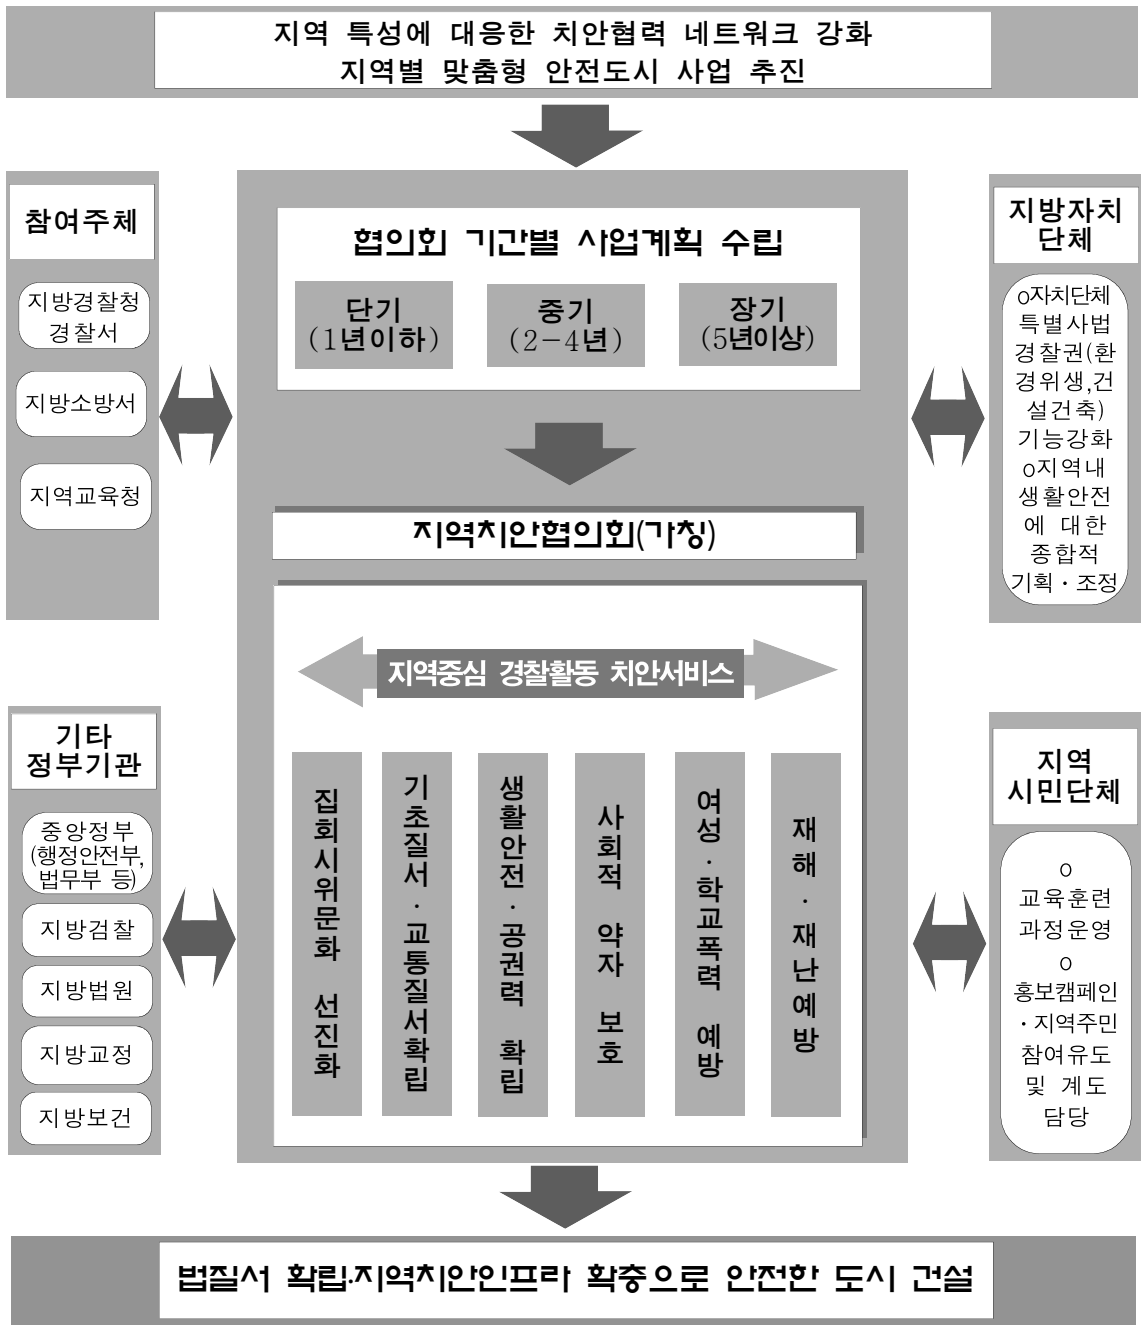 지역 특성에 대응한 치안협력 네트워크 강화
지역별 맞춤형 안전도시 사업 추진
참여주체
지방경찰청
경찰서
지방소방서
지역교육청
협의회 기간별 사업계획 수립
단기
(1년이하)
중기
(2-4년)
장기
(5년이상)
지방자치
단체
o자치단체
특별사법
경찰권(환
경위생,건
설건축)
기능강화
o지역내
생활안전
에 대한
종합적
기획·조정
지역치안협의회(가칭)
지역중심 경찰활동 치안서비스
집회시위문화 선진화
기초질서·교통질서확립
생활안전·공권력 확립
사회적 약자 보호
여성·학교폭력 예방
재해·재난예방
기타
정부기관
중앙정부
(행정안전부,
법무부 등)
지방검찰
지방법원
지방교정
지방보건
지역
시민단체
o
교육훈련
과정운영
o
홍보캠페인
·지역주민
참여유도
및 계도
담당
법질서 확립·지역치안인프라 확충으로 안전한 도시 건설